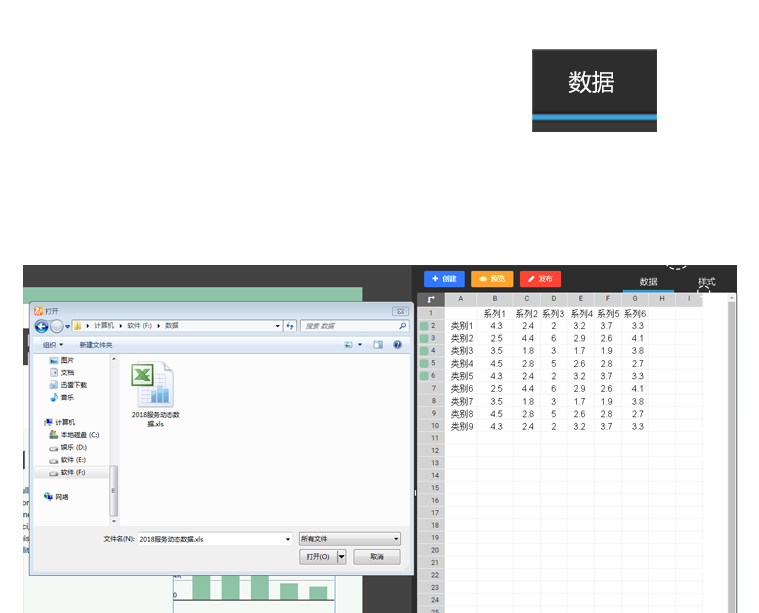 数据
创建 预览 发布
数据 样式
打开
计算机 软件 (F:) 数据
搜索 数据
组织 新建文件夹
图片
文档
迅雷下载
音乐
计算机
本地磁盘 (C:)
娱乐 (D:)
软件 (E:)
软件 (F:)
网络
2018服务动态数
据.xls
文件名(N): 2018服务动态数据.xls
所有文件
打开(O) 取消
0
A B C D E F G H I
1 系列1 系列2 系列3 系列4 系列5 系列6
2 类别1 4.3 2.4 2 3.2 3.7 3.3
3 类别2 2.5 4.4 6 2.9 2.6 4.1
4 类别3 3.5 1.8 3 1.7 1.9 3.8
5 类别4 4.5 2.8 5 2.6 2.8 2.7
6 类别5 4.3 2.4 2 3.2 3.7 3.3
7 类别6 2.5 4.4 6 2.9 2.6 4.1
8 类别7 3.5 1.8 3 1.7 1.9 3.8
9 类别8 4.5 2.8 5 2.6 2.8 2.7
10 类别9 4.3 2.4 2 3.2 3.7 3.3
11
12
13
14
15
16
17
18
19
20
21
22
23
24
25